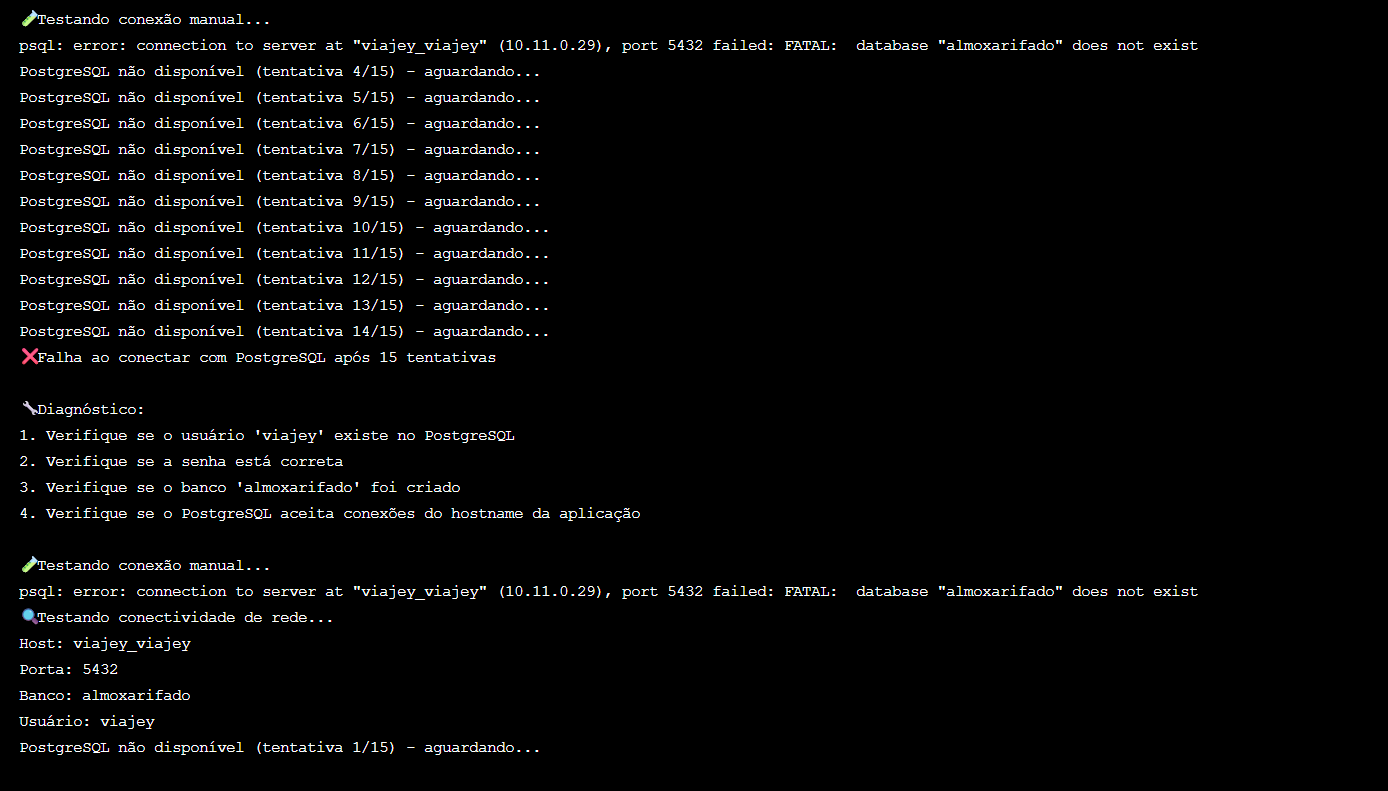 Testando conexão manual...
psql: error: connection to server at "viajey_viajey" (10.11.0.29), port 5432 failed: FATAL:  database "almoxarifado" does not exist
PostgreSQL não disponível (tentativa 4/15) - aguardando...
PostgreSQL não disponível (tentativa 5/15) - aguardando...
PostgreSQL não disponível (tentativa 6/15) - aguardando...
PostgreSQL não disponível (tentativa 7/15) - aguardando...
PostgreSQL não disponível (tentativa 8/15) - aguardando...
PostgreSQL não disponível (tentativa 9/15) - aguardando...
PostgreSQL não disponível (tentativa 10/15) - aguardando...
PostgreSQL não disponível (tentativa 11/15) - aguardando...
PostgreSQL não disponível (tentativa 12/15) - aguardando...
PostgreSQL não disponível (tentativa 13/15) - aguardando...
PostgreSQL não disponível (tentativa 14/15) - aguardando...
❌Falha ao conectar com PostgreSQL após 15 tentativas
🔧Diagnóstico:
1. Verifique se o usuário 'viajey' existe no PostgreSQL
2. Verifique se a senha está correta
3. Verifique se o banco 'almoxarifado' foi criado
4. Verifique se o PostgreSQL aceita conexões do hostname da aplicação
🧪Testando conexão manual...
psql: error: connection to server at "viajey_viajey" (10.11.0.29), port 5432 failed: FATAL:  database "almoxarifado" does not exist
🔍Testando conectividade de rede...
Host: viajey_viajey
Porta: 5432
Banco: almoxarifado
Usuário: viajey
PostgreSQL não disponível (tentativa 1/15) - aguardando...